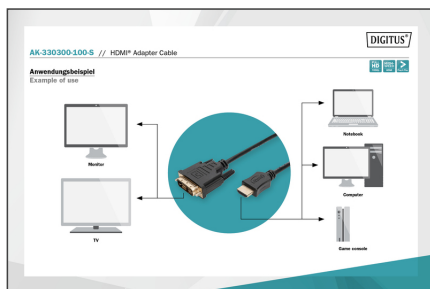 DIGITUS®
AK-330300-100-S // HDMI® Adapter Cable
Anwendungsbeispiel
Example of use
Monitor
TV
Notebook
Computer
Game console